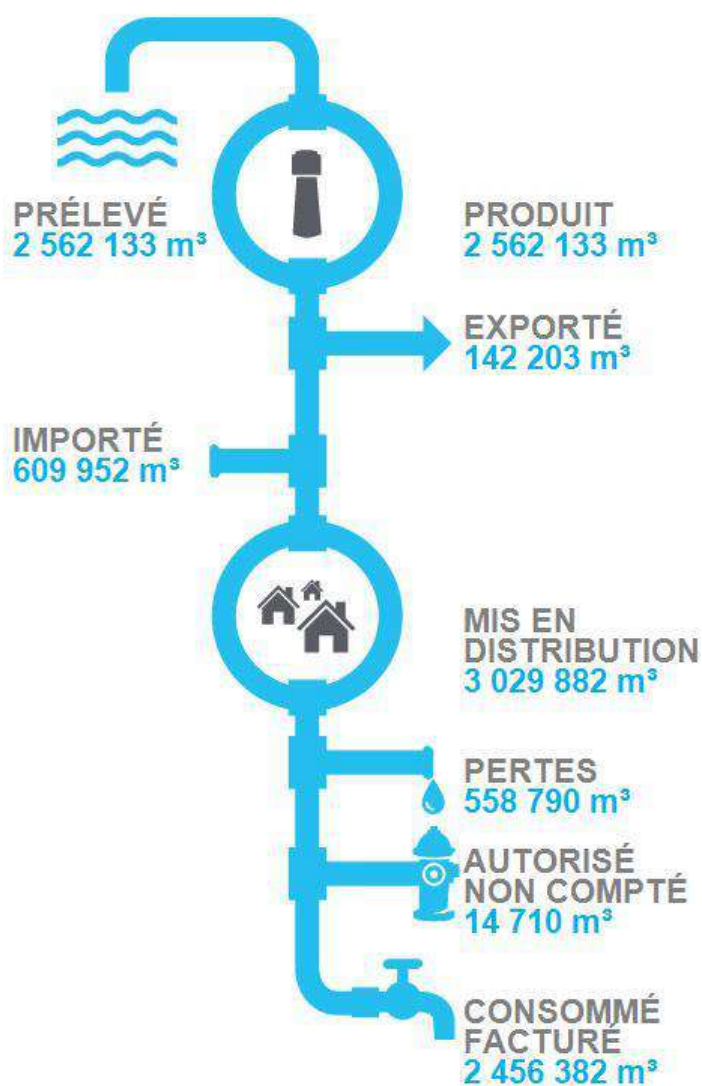 PRÉLEVÉ
2 562 133 m³
PRODUIT
2 562 133 m³
EXPORTÉ
142 203 m³
IMPORTÉ
609 952 m³
MIS EN
DISTRIBUTION
3 029 882 m³
PERTES
558 790 m³
AUTORISÉ
NON COMPTÉ
14 710 m³
CONSOMMÉ
FACTURÉ
2 456 382 m³